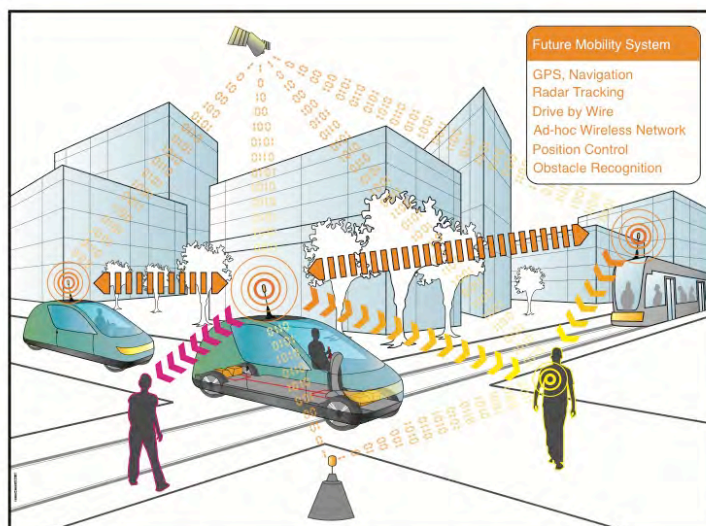 Future Mobility System
GPS, Navigation
Radar Tracking
Drive by Wire
Ad-hoc Wireless Network
Position Control
Obstacle Recognition